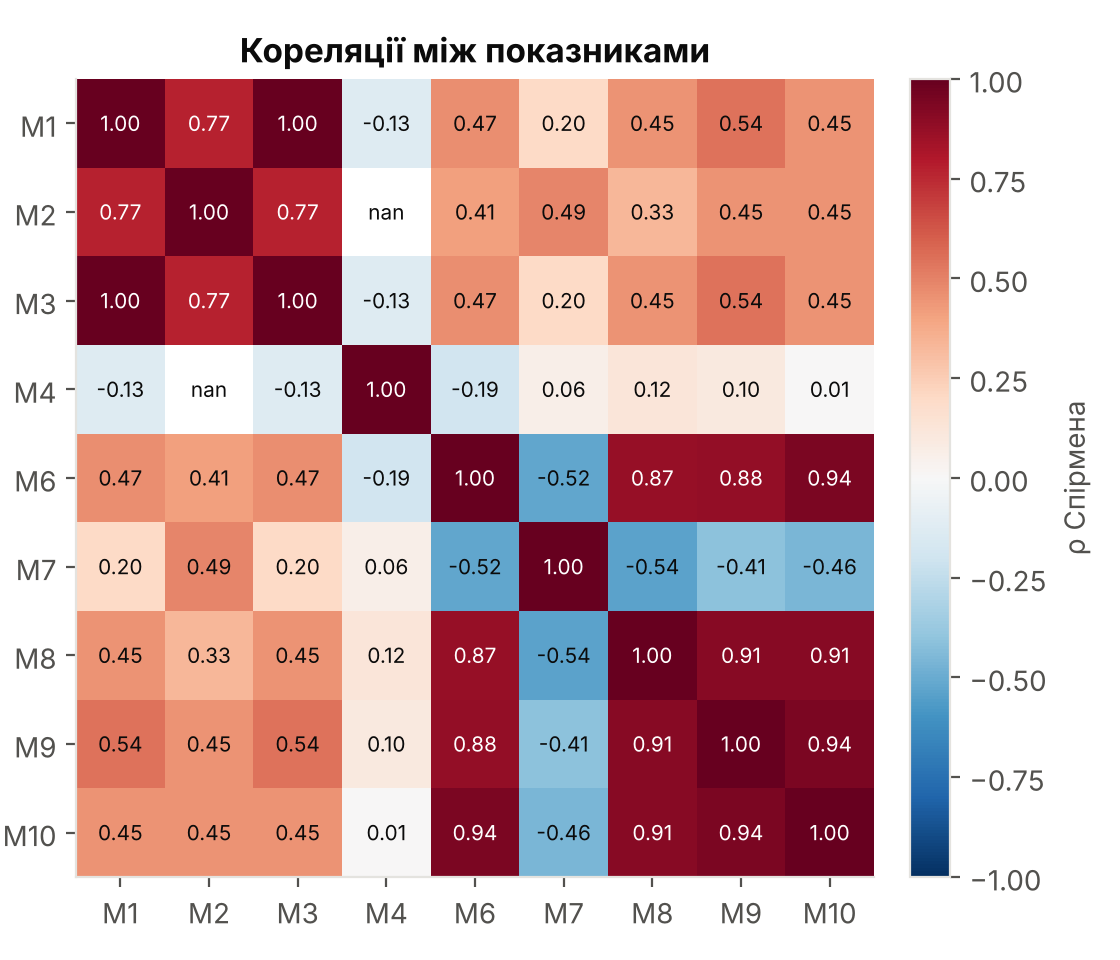 Кореляції між показниками
M1 1.00 0.77 1.00 -0.13 0.47 0.20 0.45 0.54 0.45
M2 0.77 1.00 0.77 nan 0.41 0.49 0.33 0.45 0.45
M3 1.00 0.77 1.00 -0.13 0.47 0.20 0.45 0.54 0.45
M4 -0.13 nan -0.13 1.00 -0.19 0.06 0.12 0.10 0.01
M6 0.47 0.41 0.47 -0.19 1.00 -0.52 0.87 0.88 0.94
M7 0.20 0.49 0.20 0.06 -0.52 1.00 -0.54 -0.41 -0.46
M8 0.45 0.33 0.45 0.12 0.87 -0.54 1.00 0.91 0.91
M9 0.54 0.45 0.54 0.10 0.88 -0.41 0.91 1.00 0.94
M10 0.45 0.45 0.45 0.01 0.94 -0.46 0.91 0.94 1.00
M1 M2 M3 M4 M6 M7 M8 M9 M10
1.00
0.75
0.50
0.25
0.00
−0.25
−0.50
−0.75
−1.00
ρ Спірмена